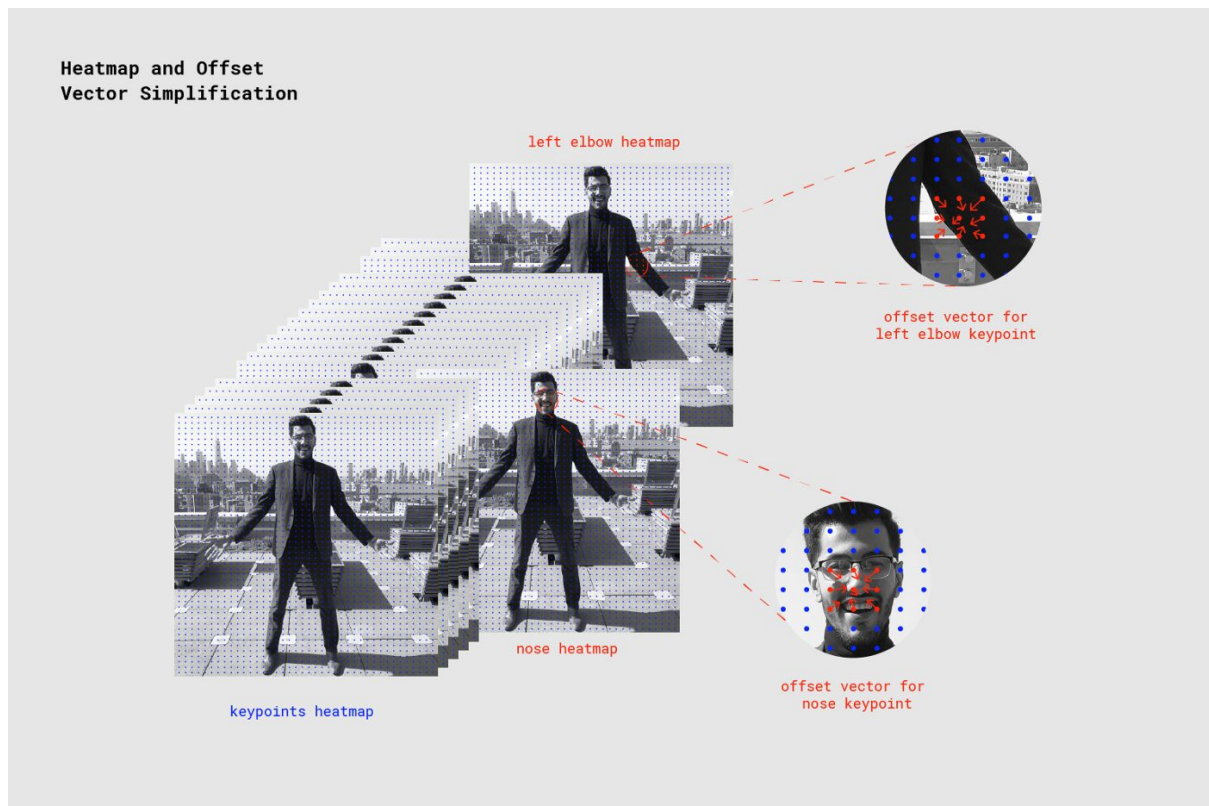 Heatmap and Offset
Vector Simplification
left elbow heatmap
offset vector for
left elbow keypoint
nose heatmap
offset vector for
nose keypoint
keypoints heatmap